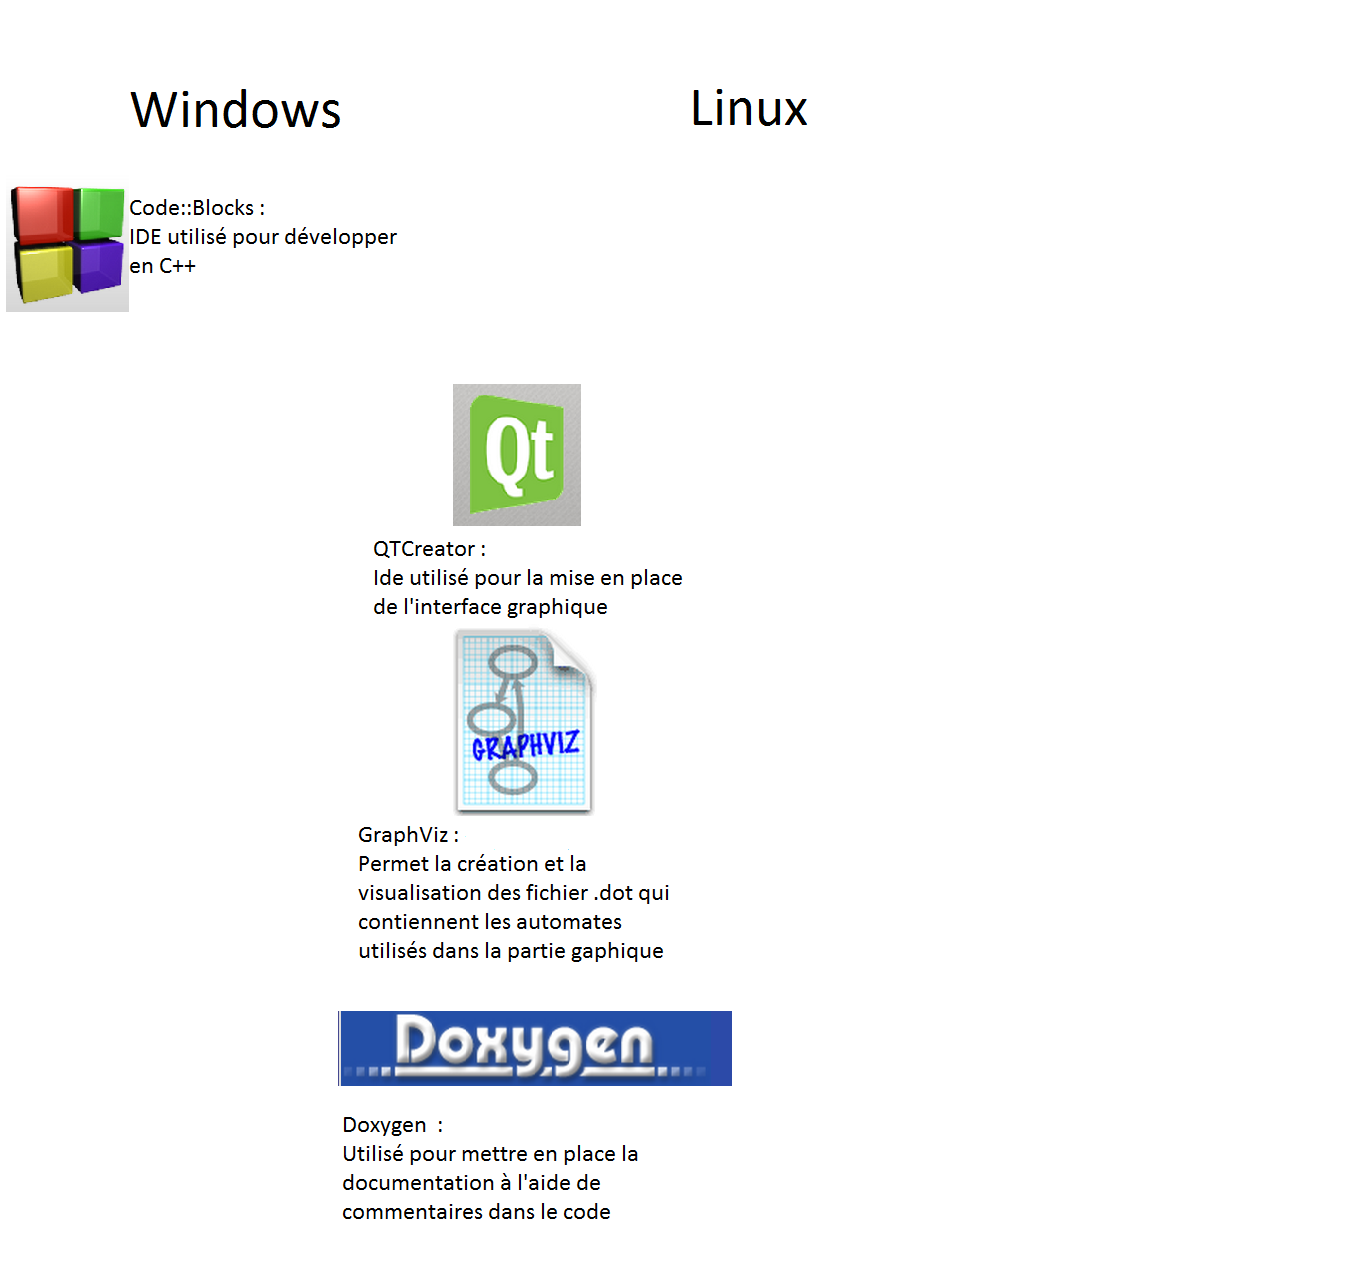 Windows
Linux
Code::Blocks :
IDE utilisé pour développer
en C++
Qt
QTCreator :
Ide utilisé pour la mise en place
de l'interface graphique
GRAPHVIZ
GraphViz :
Permet la création et la
visualisation des fichier .dot qui
contiennent les automates
utilisés dans la partie gaphique
Doxygen
Doxygen  :
Utilisé pour mettre en place la
documentation à l'aide de
commentaires dans le code